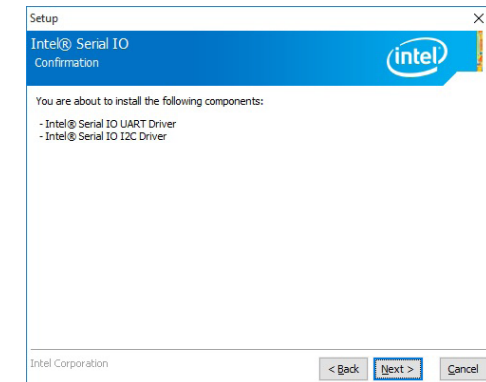 Setup
Intel® Serial IO
Confirmation
intel
You are about to install the following components:
- Intel® Serial IO UART Driver
- Intel® Serial IO I2C Driver
Intel Corporation
< Back
Next >
Cancel